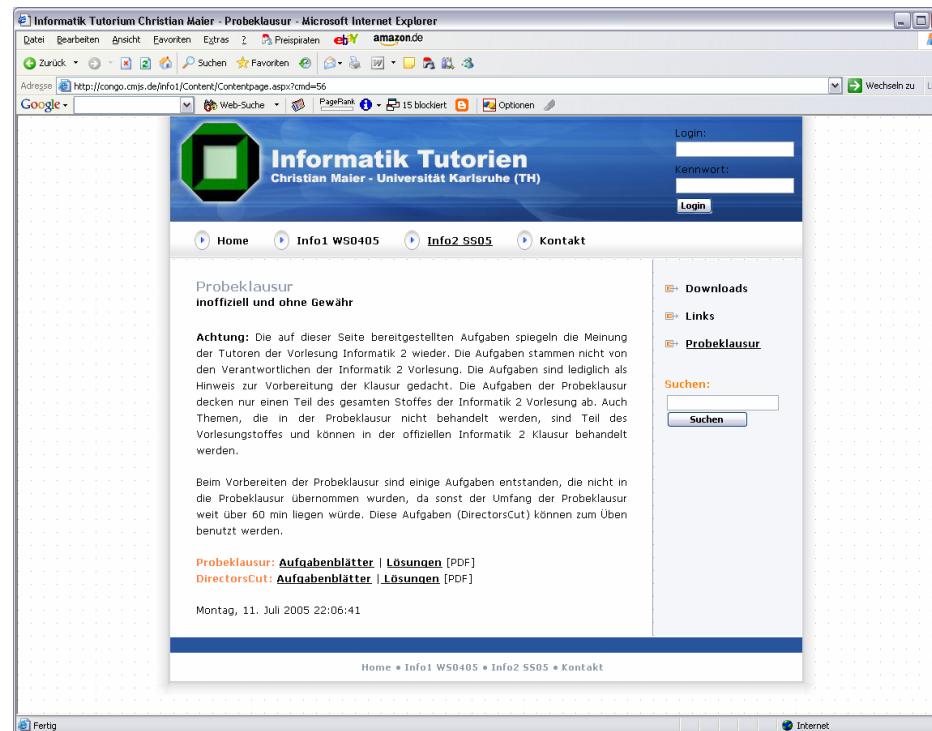 Informatik Tutorium Christian Maier - Probeklausur - Microsoft Internet Explorer
Datei Bearbeiten Ansicht Favoriten Extras ? Preispiraten ebY amazon.de
Zurück Suchen Favoriten
Adresse http://congo.cmjs.de/info1/Content/Contentpage.aspx?cmd=56 Wechseln zu L
Google Web-Suche PageRank 15 blockiert Optionen
Informatik Tutorien
Christian Maier - Universität Karlsruhe (TH)
Login:
Kennwort:
Login
Home Info1 WS0405 Info2 SS05 Kontakt
Probeklausur
inoffiziell und ohne Gewähr
Achtung: Die auf dieser Seite bereitgestellten Aufgaben spiegeln die Meinung
der Tutoren der Vorlesung Informatik 2 wieder. Die Aufgaben stammen nicht von
den Verantwortlichen der Informatik 2 Vorlesung. Die Aufgaben sind lediglich als
Hinweis zur Vorbereitung der Klausur gedacht. Die Aufgaben der Probeklausur
decken nur einen Teil des gesamten Stoffes der Informatik 2 Vorlesung ab. Auch
Themen, die in der Probeklausur nicht behandelt werden, sind Teil des
Vorlesungstoffes und können in der offiziellen Informatik 2 Klausur behandelt
werden.
Beim Vorbereiten der Probeklausur sind einige Aufgaben entstanden, die nicht in
die Probeklausur übernommen wurden, da sonst der Umfang der Probeklausur
weit über 60 min liegen würde. Diese Aufgaben (DirectorsCut) können zum Üben
benutzt werden.
Probeklausur: Aufgabenblätter | Lösungen [PDF]
DirectorsCut: Aufgabenblätter | Lösungen [PDF]
Montag, 11. Juli 2005 22:06:41
Downloads
Links
Probeklausur
Suchen:
Suchen
Home • Info1 WS0405 • Info2 SS05 • Kontakt
Fertig Internet